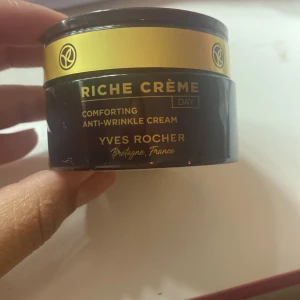 RICHE CRÈME
DAY
COMFORTING
ANTI-WRINKLE CREAM
YVES ROCHER
Bretagne, France